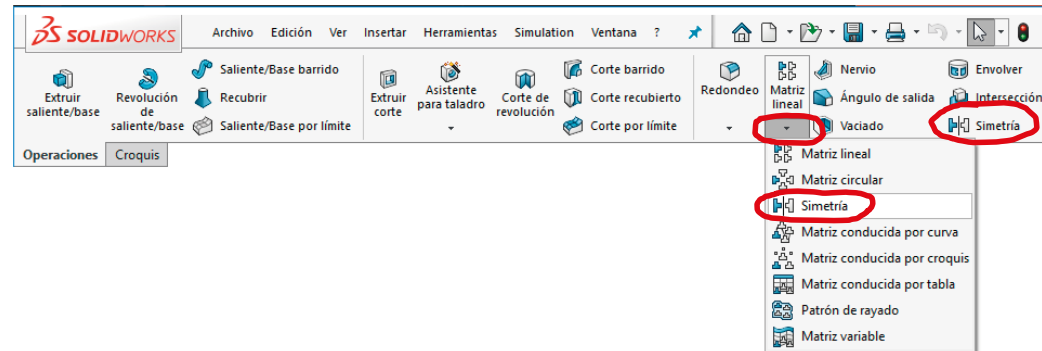 SOLIDWORKS Archivo Edición Ver Insertar Herramientas Simulation Ventana ?
Extruir saliente/base
Revolución de saliente/base
Saliente/Base barrido
Recubrir
Saliente/Base por límite
Extruir corte
Asistente para taladro
Corte de revolución
Corte barrido
Corte recubierto
Corte por límite
Redondeo
Matriz lineal
Nervio
Ángulo de salida
Vaciado
Envolver
Intersección
Simetría
Operaciones Croquis
Matriz lineal
Matriz circular
Simetría
Matriz conducida por curva
Matriz conducida por croquis
Matriz conducida por tabla
Patrón de rayado
Matriz variable